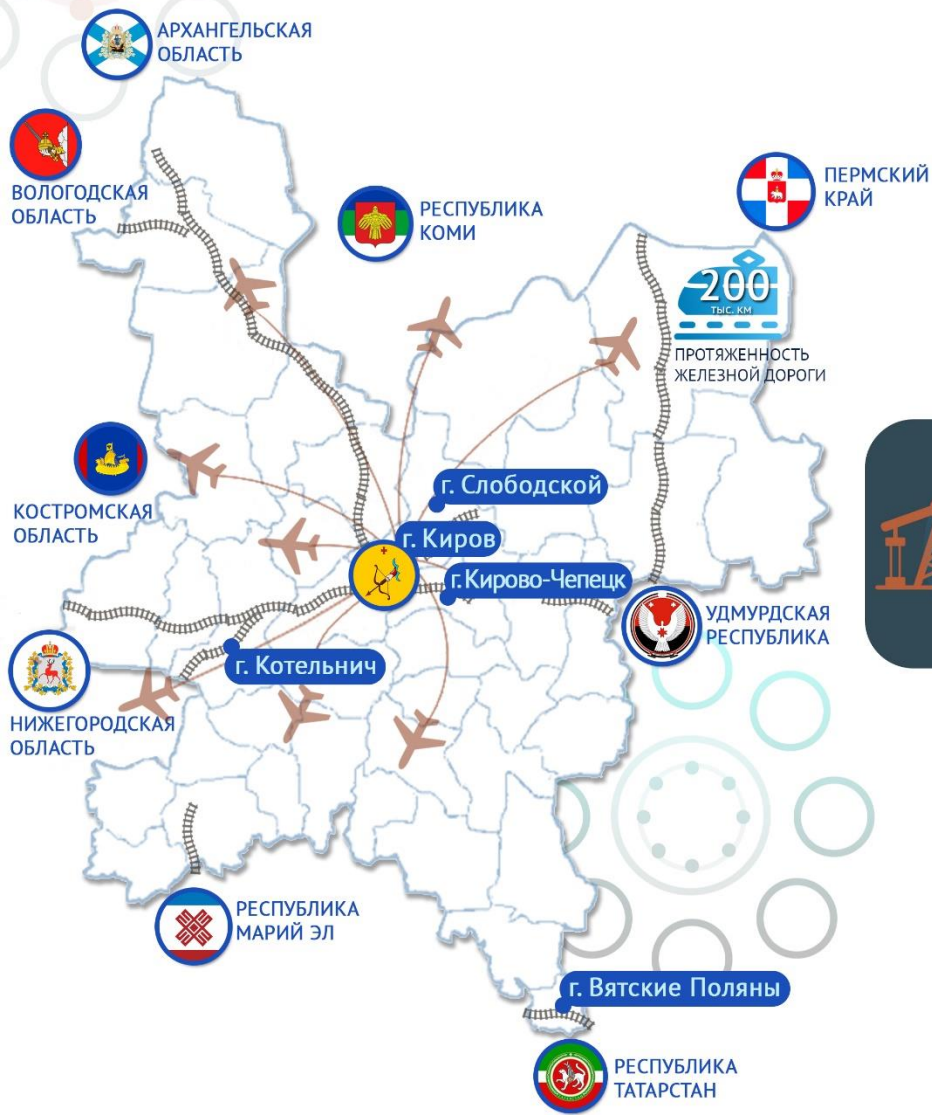 АРХАНГЕЛЬСКАЯ
ОБЛАСТЬ
ВОЛОГОДСКАЯ
ОБЛАСТЬ
РЕСПУБЛИКА
КОМИ
ПЕРМСКИЙ
КРАЙ
200
ТЫС. КМ
ПРОТЯЖЕННОСТЬ
ЖЕЛЕЗНОЙ ДОРОГИ
КОСТРОМСКАЯ
ОБЛАСТЬ
г. Слободской
г. Киров
г.Кирово-Чепецк
УДМУРДСКАЯ
РЕСПУБЛИКА
г. Котельнич
НИЖЕГОРОДСКАЯ
ОБЛАСТЬ
РЕСПУБЛИКА
МАРИЙ ЭЛ
г. Вятские Поляны
РЕСПУБЛИКА
ТАТАРСТАН